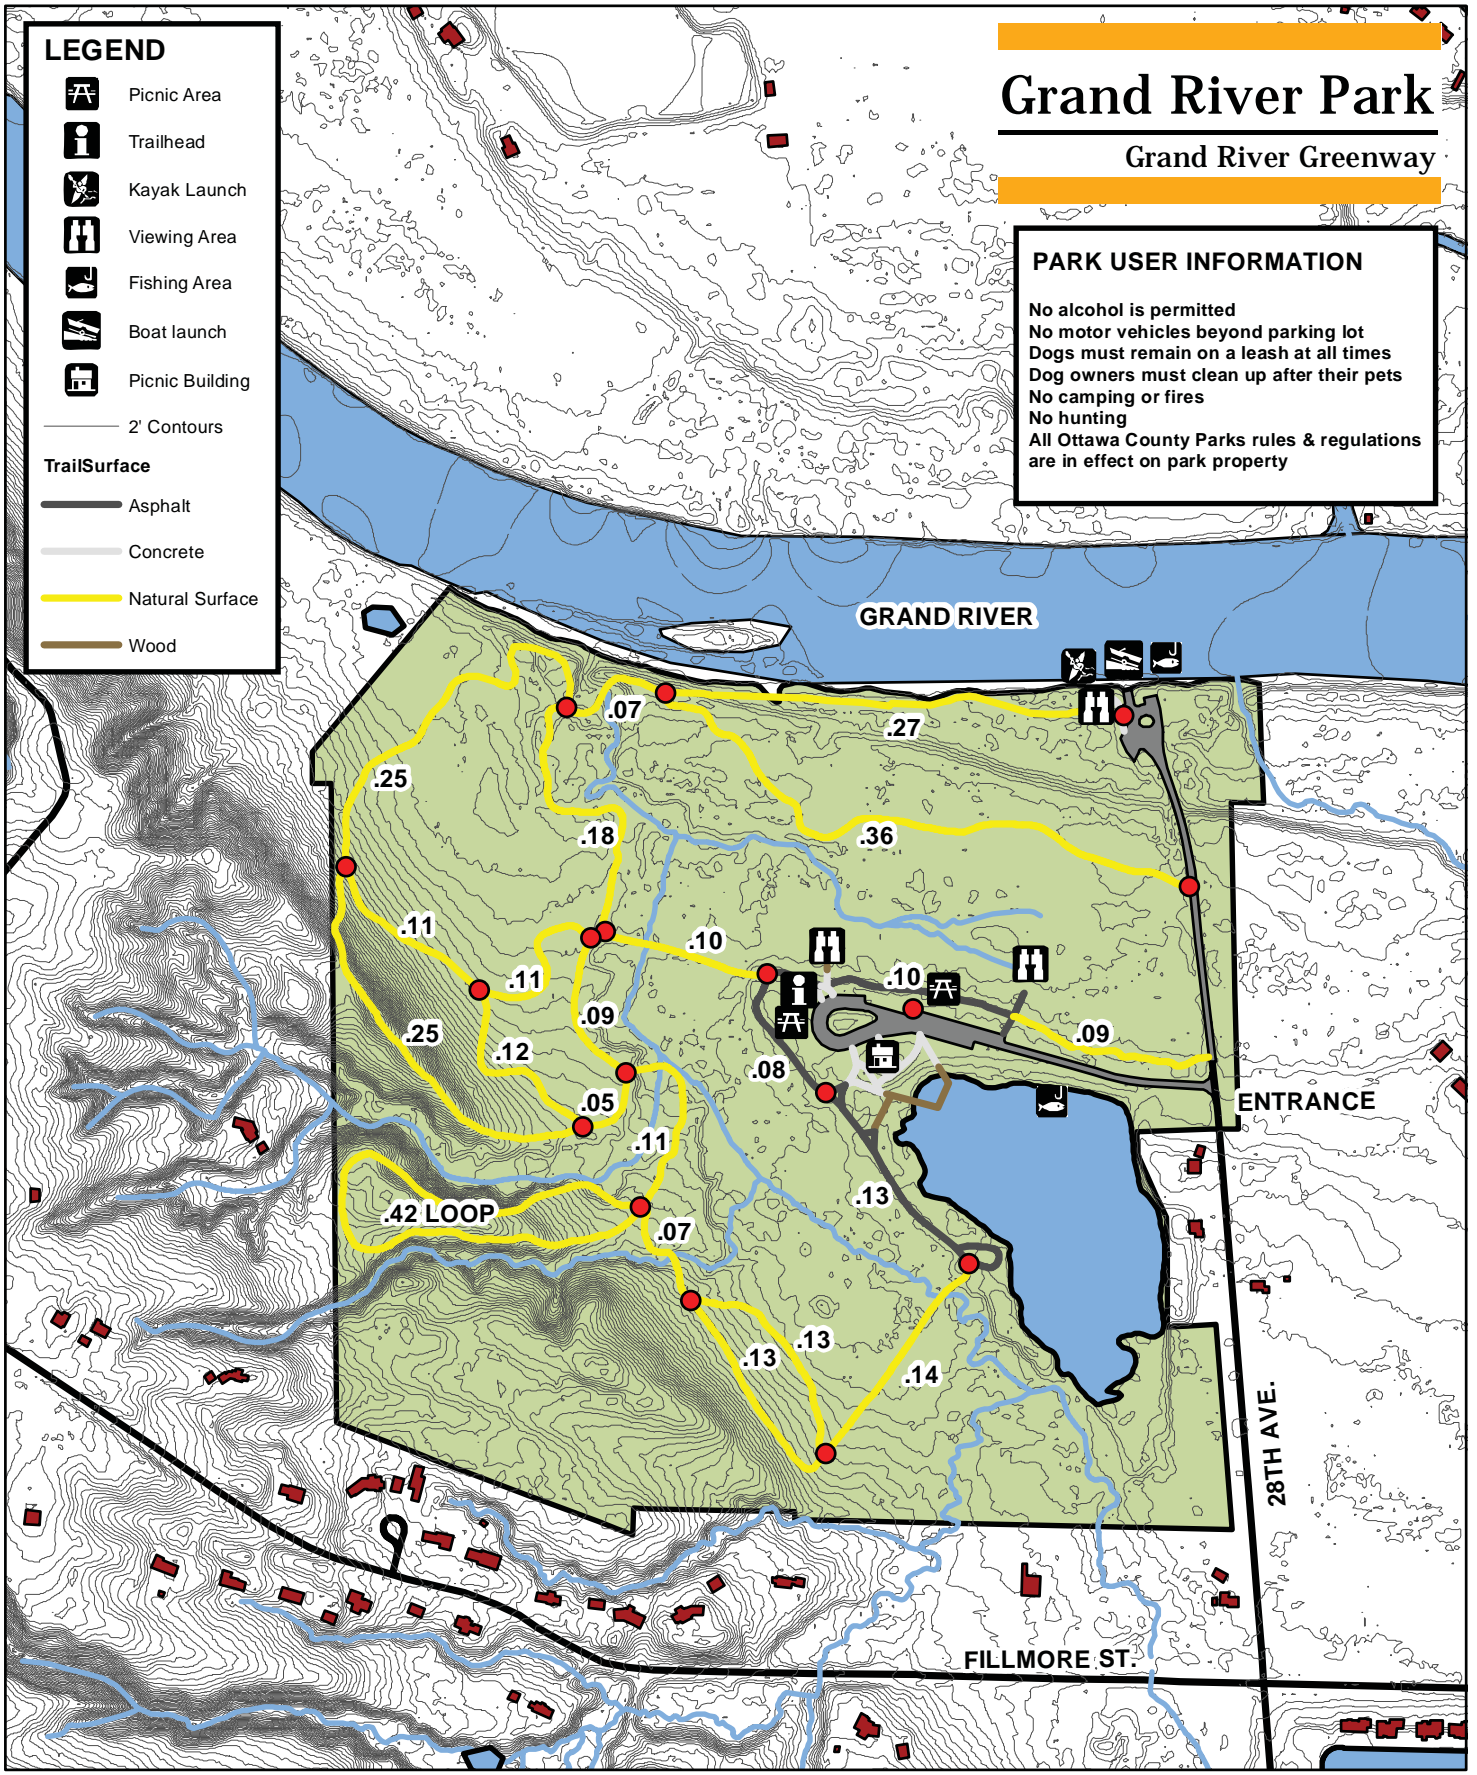 LEGEND
Picnic Area
Trailhead
Kayak Launch
Viewing Area
Fishing Area
Boat launch
Picnic Building
2' Contours
TrailSurface
Asphalt
Concrete
Natural Surface
Wood
Grand River Park
Grand River Greenway
PARK USER INFORMATION
No alcohol is permitted
No motor vehicles beyond parking lot
Dogs must remain on a leash at all times
Dog owners must clean up after their pets
No camping or fires
No hunting
All Ottawa County Parks rules & regulations
are in effect on park property
GRAND RIVER
.07
.27
.25
.18
.36
.11
.10
.11
.10
.09
.25
.12
.09
.08
.05
ENTRANCE
.11
.13
.42 LOOP
.07
.13
.13
.14
28TH AVE.
FILLMORE ST.